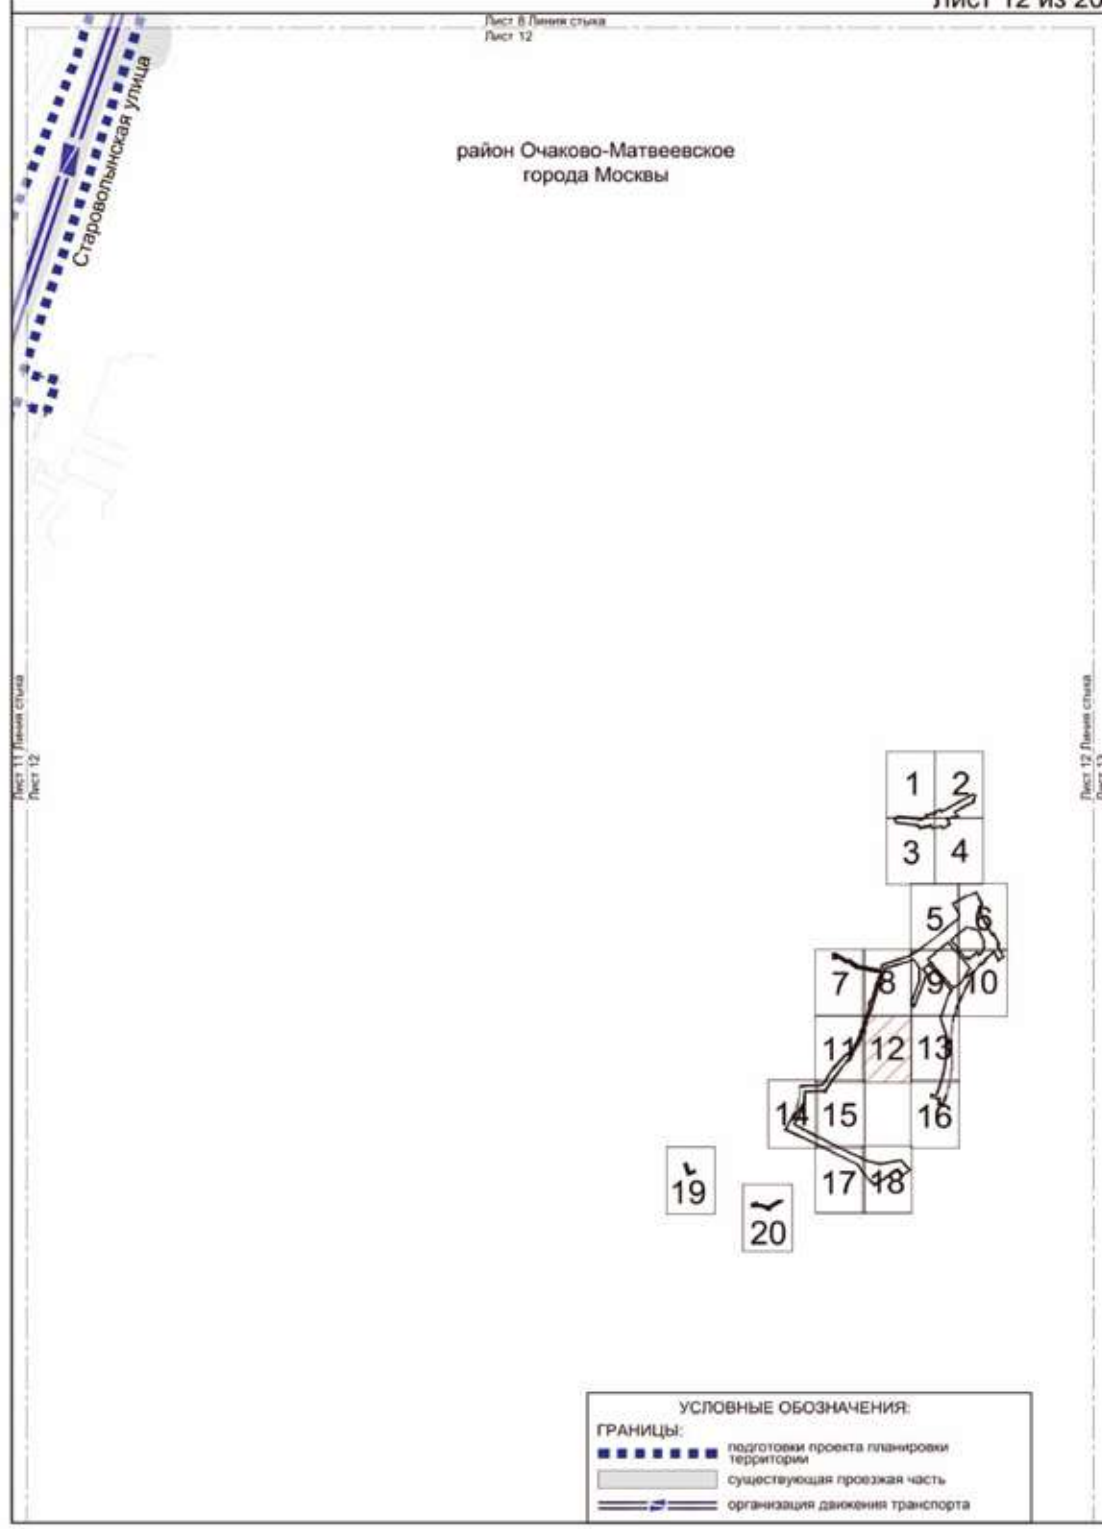 Лист 12 из 20
Лист 8 Линия стыка
Лист 12
Староволынская улица
район Очаково-Матвеевское
города Москвы
Лист 11 Линия стыка
Лист 12
Лист 12 Линия стыка
Лист 13
1 2
3 4
5 6
7 8 9 10
11 12 13
14 15 16
17 18
19
20
УСЛОВНЫЕ ОБОЗНАЧЕНИЯ:
ГРАНИЦЫ:
подготовки проекта планировки
территории
существующая проезжая часть
организация движения транспорта